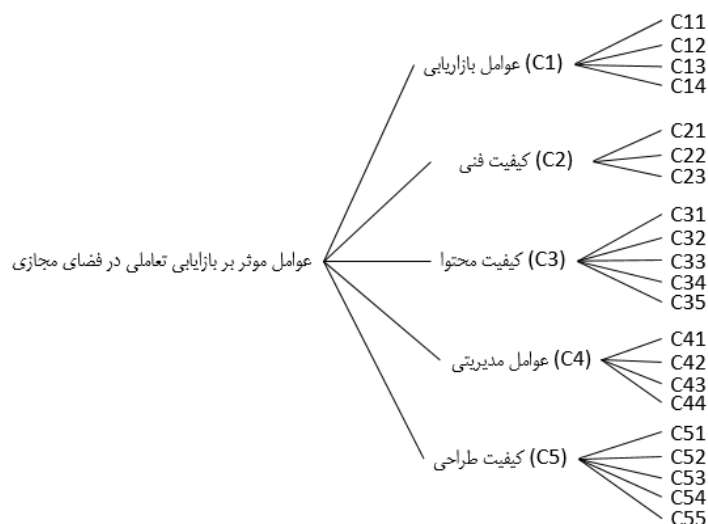 C11
C12
عوامل بازاریابی (C1)
C13
C14
C21
کیفیت فنی (C2)
C22
C23
C31
C32
عوامل موثر بر بازایابی تعاملی در فضای مجازی
کیفیت محتوا (C3)
C33
C34
C35
C41
عوامل مدیریتی (C4)
C42
C43
C44
C51
کیفیت طراحی (C5)
C52
C53
C54
C55